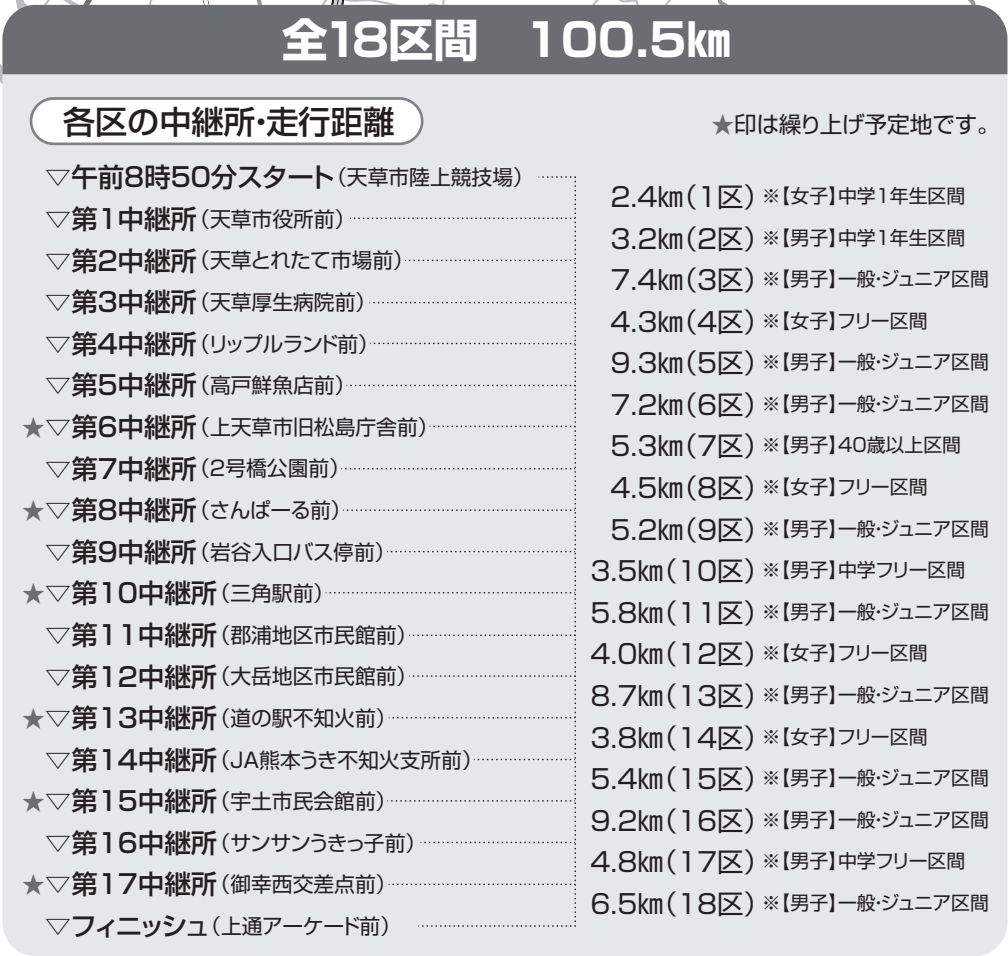 全18区間　100.5㎞
各区の中継所・走行距離
★印は繰り上げ予定地です。
▽午前8時50分スタート（天草市陸上競技場）
2.4㎞（1区）※【女子】中学1年生区間
▽第1中継所（天草市役所前）
3.2㎞（2区）※【男子】中学1年生区間
▽第2中継所（天草とれたて市場前）
7.4㎞（3区）※【男子】一般・ジュニア区間
▽第3中継所（天草厚生病院前）
4.3㎞（4区）※【女子】フリー区間
▽第4中継所（リップルランド前）
9.3㎞（5区）※【男子】一般・ジュニア区間
▽第5中継所（高戸鮮魚店前）
7.2㎞（6区）※【男子】一般・ジュニア区間
★▽第6中継所（上天草市旧松島庁舎前）
5.3㎞（7区）※【男子】40歳以上区間
▽第7中継所（2号橋公園前）
4.5㎞（8区）※【女子】フリー区間
★▽第8中継所（さんぱーる前）
5.2㎞（9区）※【男子】一般・ジュニア区間
▽第9中継所（岩谷入口バス停前）
3.5㎞（10区）※【男子】中学フリー区間
★▽第10中継所（三角駅前）
5.8㎞（11区）※【男子】一般・ジュニア区間
▽第11中継所（郡浦地区市民館前）
4.0㎞（12区）※【女子】フリー区間
▽第12中継所（大岳地区市民館前）
8.7㎞（13区）※【男子】一般・ジュニア区間
★▽第13中継所（道の駅不知火前）
3.8㎞（14区）※【女子】フリー区間
▽第14中継所（JA熊本うき不知火支所前）
5.4㎞（15区）※【男子】一般・ジュニア区間
★▽第15中継所（宇土市民会館前）
9.2㎞（16区）※【男子】一般・ジュニア区間
▽第16中継所（サンサンうきっ子前）
4.8㎞（17区）※【男子】中学フリー区間
★▽第17中継所（御幸西交差点前）
6.5㎞（18区）※【男子】一般・ジュニア区間
▽フィニッシュ（上通アーケード前）